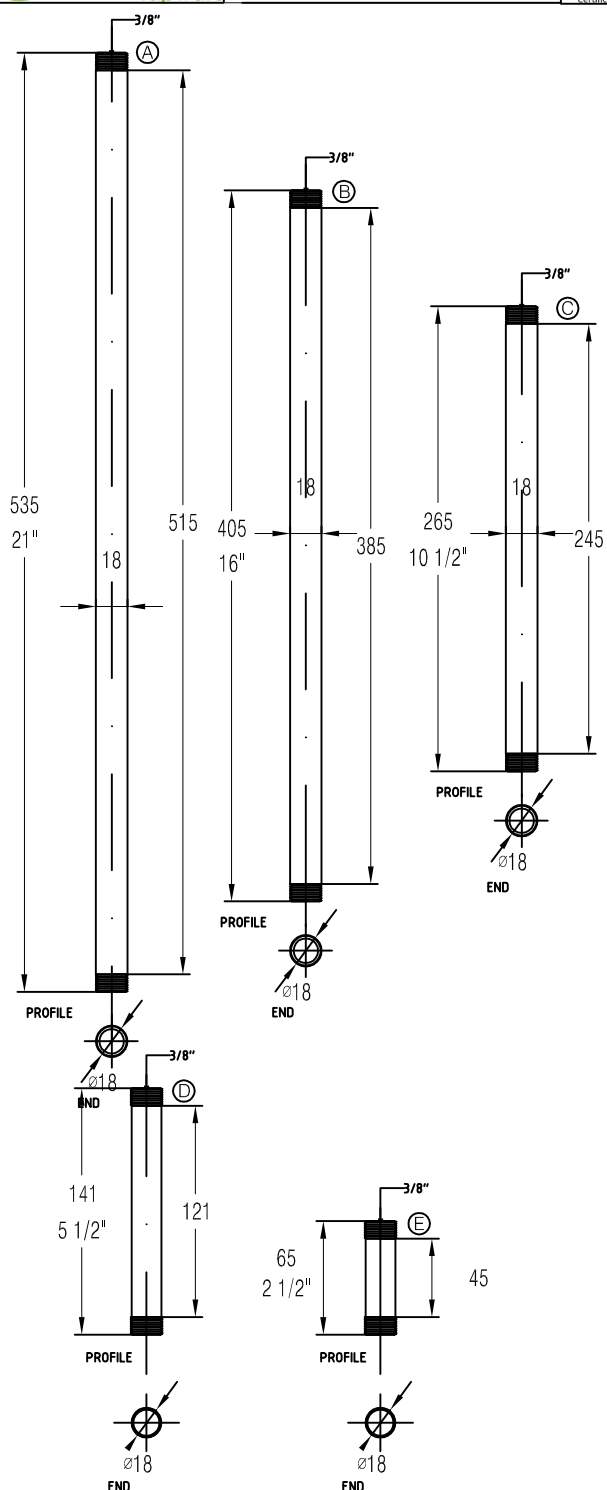 3/8"
A
535
21"
515
18
PROFILE
ø18
END
3/8"
B
405
16"
18
385
PROFILE
ø18
END
3/8"
C
265
10 1/2"
18
245
PROFILE
ø18
END
3/8"
D
141
5 1/2"
121
PROFILE
ø18
END
3/8"
E
65
2 1/2"
45
PROFILE
ø18
END